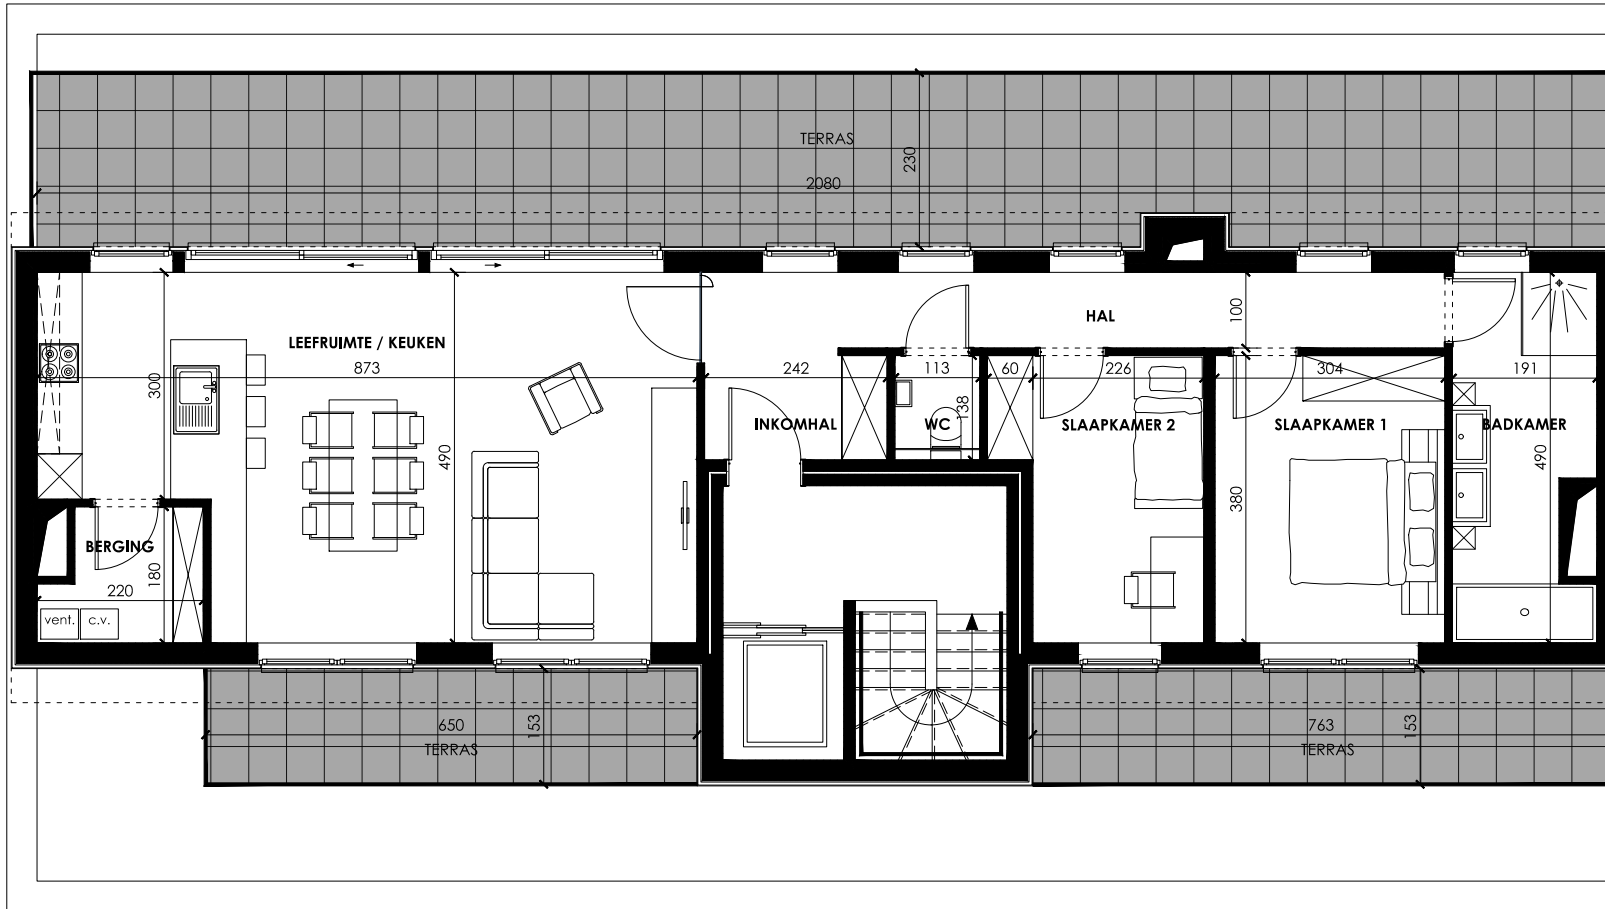 TERRAS
230
2080
HAL
100
LEEFRUIMTE / KEUKEN
873
300
242
113
60
226
304
191
138
INKOMHAL
WC
SLAAPKAMER 2
SLAAPKAMER 1
BADKAMER
490
490
380
BERGING
180
220
vent.
c.v.
650
153
TERRAS
763
153
TERRAS